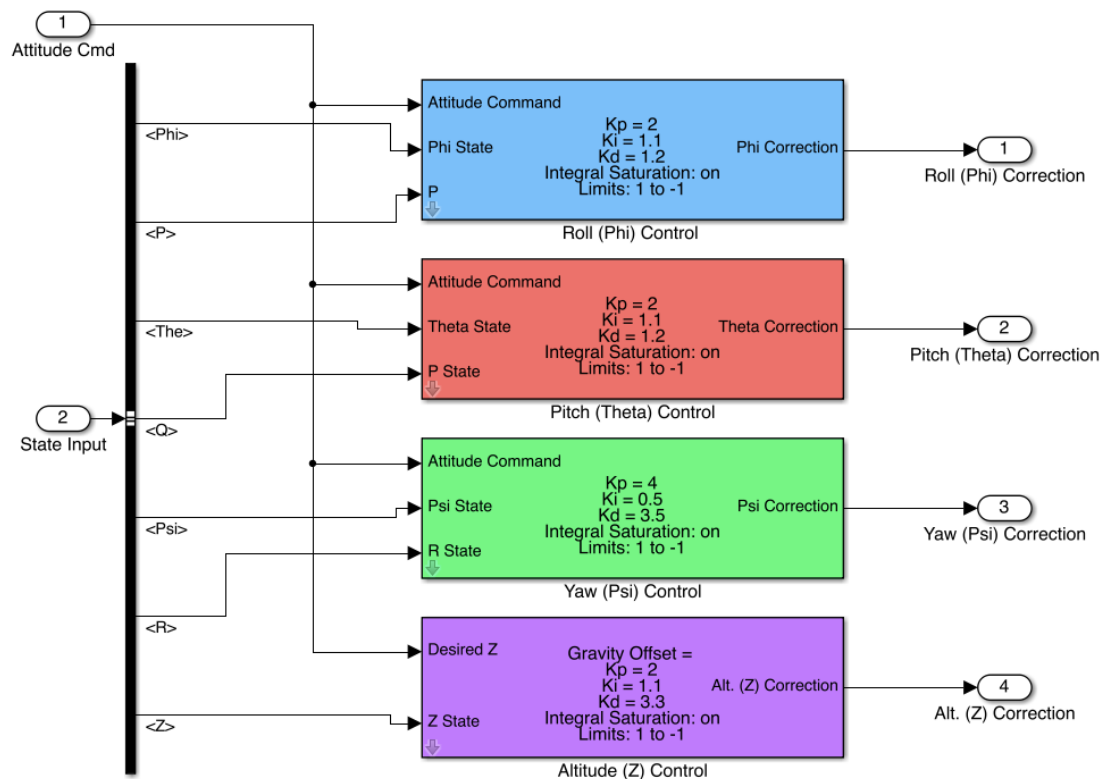 1
Attitude Cmd
<Phi>
<P>
<The>
2
State Input
<Q>
<Psi>
<R>
<Z>
Attitude Command
Phi State
P
Kp = 2
Ki = 1.1
Kd = 1.2
Integral Saturation: on
Limits: 1 to -1
Phi Correction
Roll (Phi) Control
1
Roll (Phi) Correction
Attitude Command
Theta State
P State
Kp = 2
Ki = 1.1
Kd = 1.2
Integral Saturation: on
Limits: 1 to -1
Theta Correction
Pitch (Theta) Control
2
Pitch (Theta) Correction
Attitude Command
Psi State
R State
Kp = 4
Ki = 0.5
Kd = 3.5
Integral Saturation: on
Limits: 1 to -1
Psi Correction
Yaw (Psi) Control
3
Yaw (Psi) Correction
Desired Z
Z State
Gravity Offset =
Kp = 2
Ki = 1.1
Kd = 3.3
Integral Saturation: on
Limits: 1 to -1
Alt. (Z) Correction
Altitude (Z) Control
4
Alt. (Z) Correction